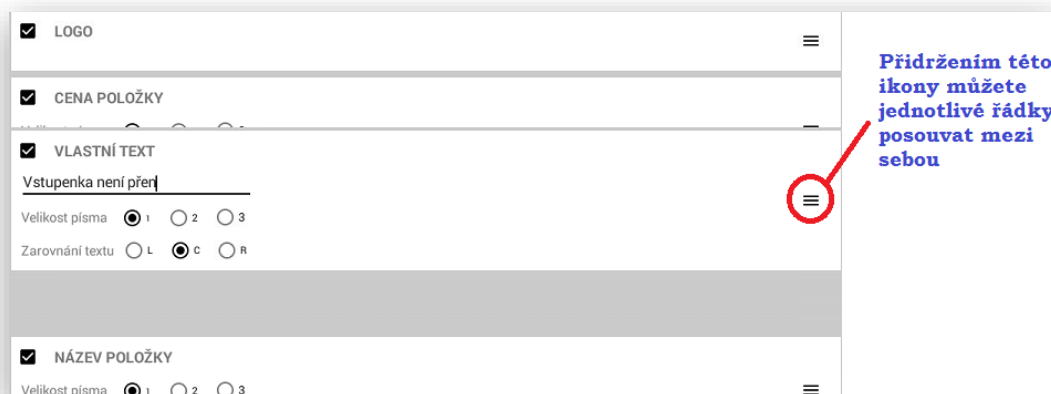 LOGO
CENA POLOŽKY
VLASTNÍ TEXT
Vstupenka není přen
Velikost písma 1 2 3
Zarovnání textu L C R
NÁZEV POLOŽKY
Velikost písma 1 2 3
Přidržením této
ikony můžete
jednotlivé řádky
posouvat mezi
sebou